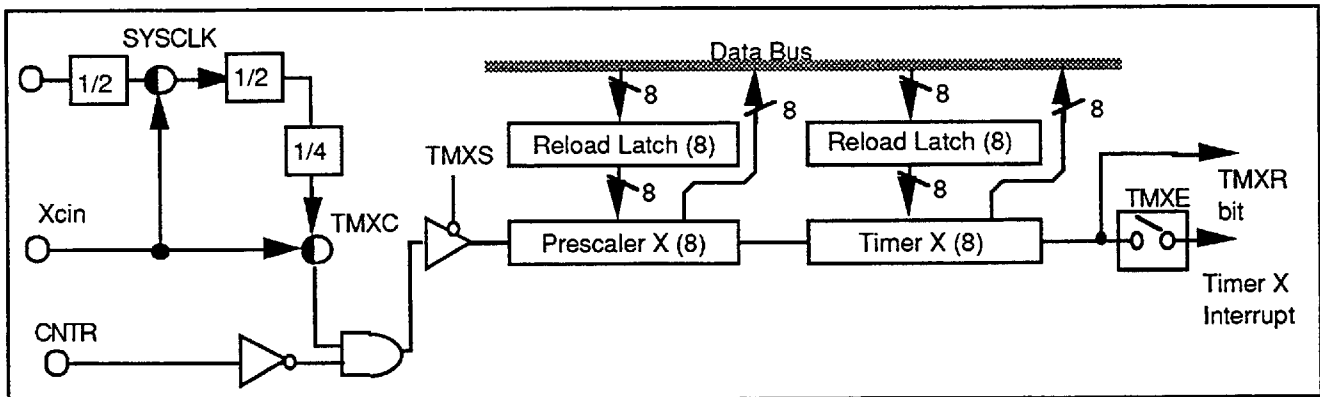 SYSCLK
1/2
1/2
1/4
Xcin
TMXC
CNTR
TMXS
Data Bus
8
8
8
8
Reload Latch (8)
Reload Latch (8)
8
8
Prescaler X (8)
Timer X (8)
TMXE
TMXR
bit
Timer X
Interrupt